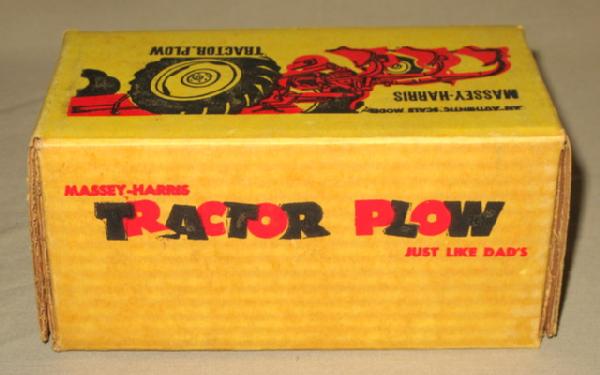 TRACTOR PLOW
MASSEY-HARRIS
AN AUTHENTIC SCALE MODEL
MASSEY-HARRIS
TRACTOR PLOW
JUST LIKE DAD'S